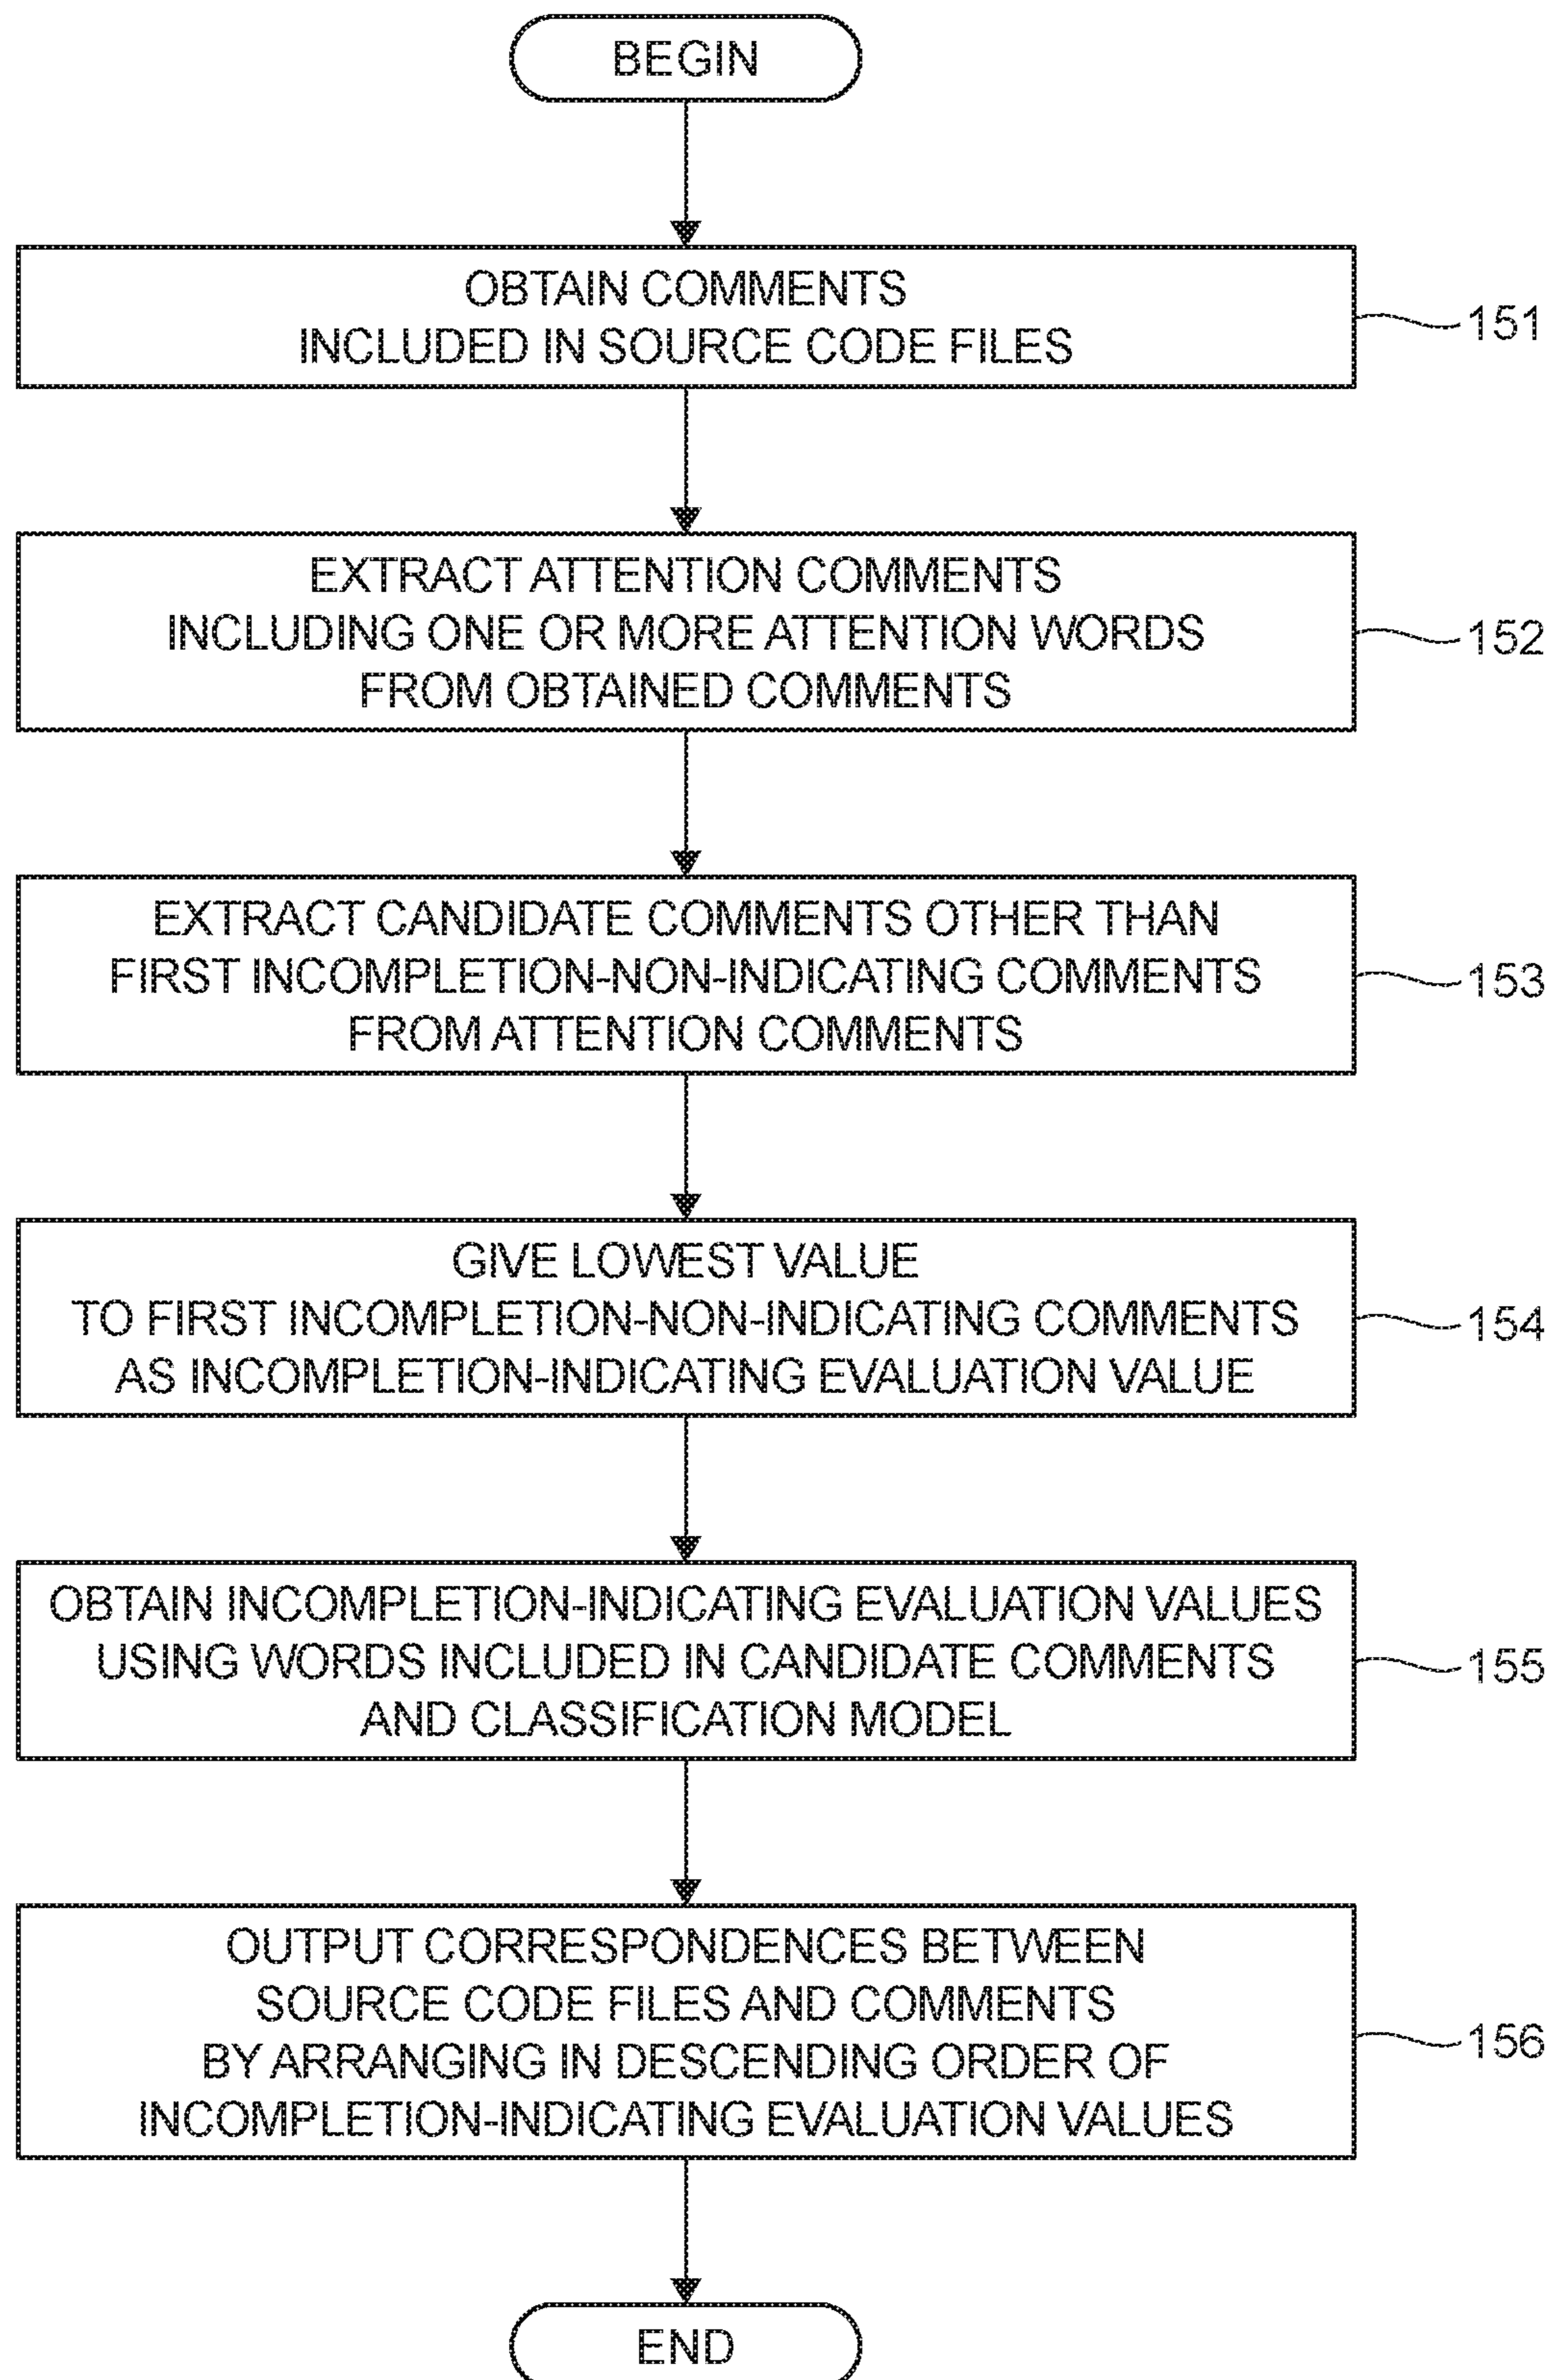 BEGIN
OBTAIN COMMENTS
INCLUDED IN SOURCE CODE FILES
151
EXTRACT ATTENTION COMMENTS
INCLUDING ONE OR MORE ATTENTION WORDS
FROM OBTAINED COMMENTS
152
EXTRACT CANDIDATE COMMENTS OTHER THAN
FIRST INCOMPLETION-NON-INDICATING COMMENTS
FROM ATTENTION COMMENTS
153
GIVE LOWEST VALUE
TO FIRST INCOMPLETION-NON-INDICATING COMMENTS
AS INCOMPLETION-INDICATING EVALUATION VALUE
154
OBTAIN INCOMPLETION-INDICATING EVALUATION VALUES
USING WORDS INCLUDED IN CANDIDATE COMMENTS
AND CLASSIFICATION MODEL
155
OUTPUT CORRESPONDENCES BETWEEN
SOURCE CODE FILES AND COMMENTS
BY ARRANGING IN DESCENDING ORDER OF
INCOMPLETION-INDICATING EVALUATION VALUES
156
END